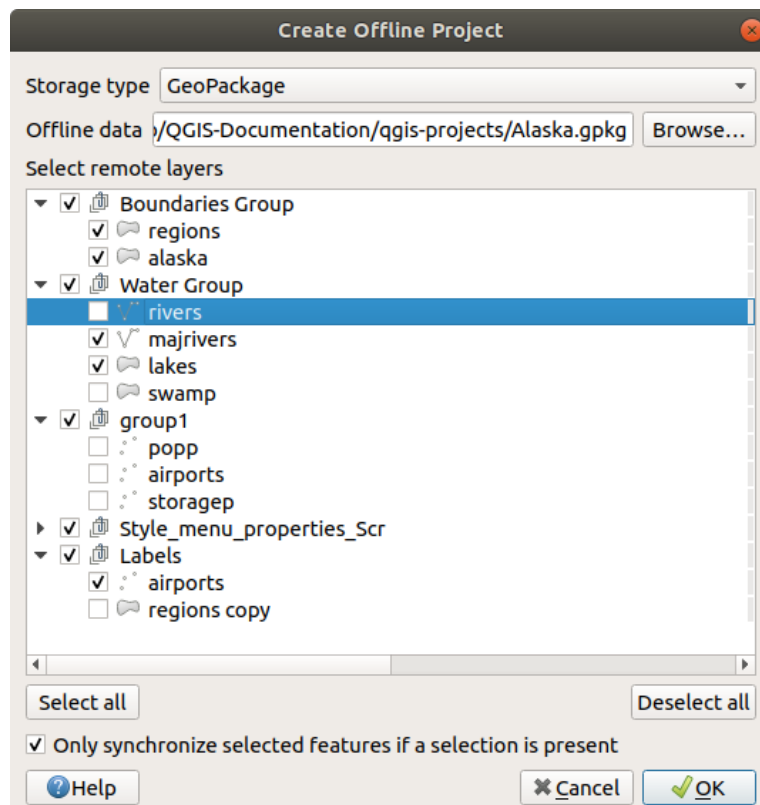 Create Offline Project
Storage type GeoPackage
Offline data /QGIS-Documentation/qgis-projects/Alaska.gpkg Browse...
Select remote layers
Boundaries Group
regions
alaska
Water Group
rivers
majrivers
lakes
swamp
group1
popp
airports
storagep
Style_menu_properties_Scr
Labels
airports
regions copy
Select all Deselect all
Only synchronize selected features if a selection is present
Help Cancel OK